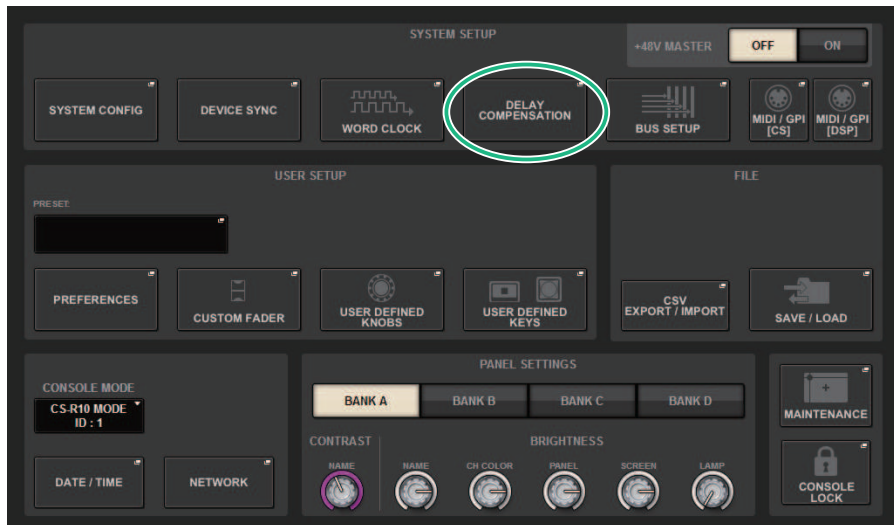 SYSTEM SETUP
+48V MASTER
OFF
ON
SYSTEM CONFIG
DEVICE SYNC
WORD CLOCK
DELAY
COMPENSATION
BUS SETUP
MIDI / GPI
[CS]
MIDI / GPI
[DSP]
USER SETUP
PRESET:
PREFERENCES
CUSTOM FADER
USER DEFINED
KNOBS
USER DEFINED
KEYS
FILE
CSV
EXPORT / IMPORT
SAVE / LOAD
CONSOLE MODE
CS-R10 MODE
ID : 1
DATE / TIME
NETWORK
PANEL SETTINGS
BANK A
BANK B
BANK C
BANK D
CONTRAST
BRIGHTNESS
NAME
NAME
CH COLOR
PANEL
SCREEN
LAMP
MAINTENANCE
CONSOLE
LOCK